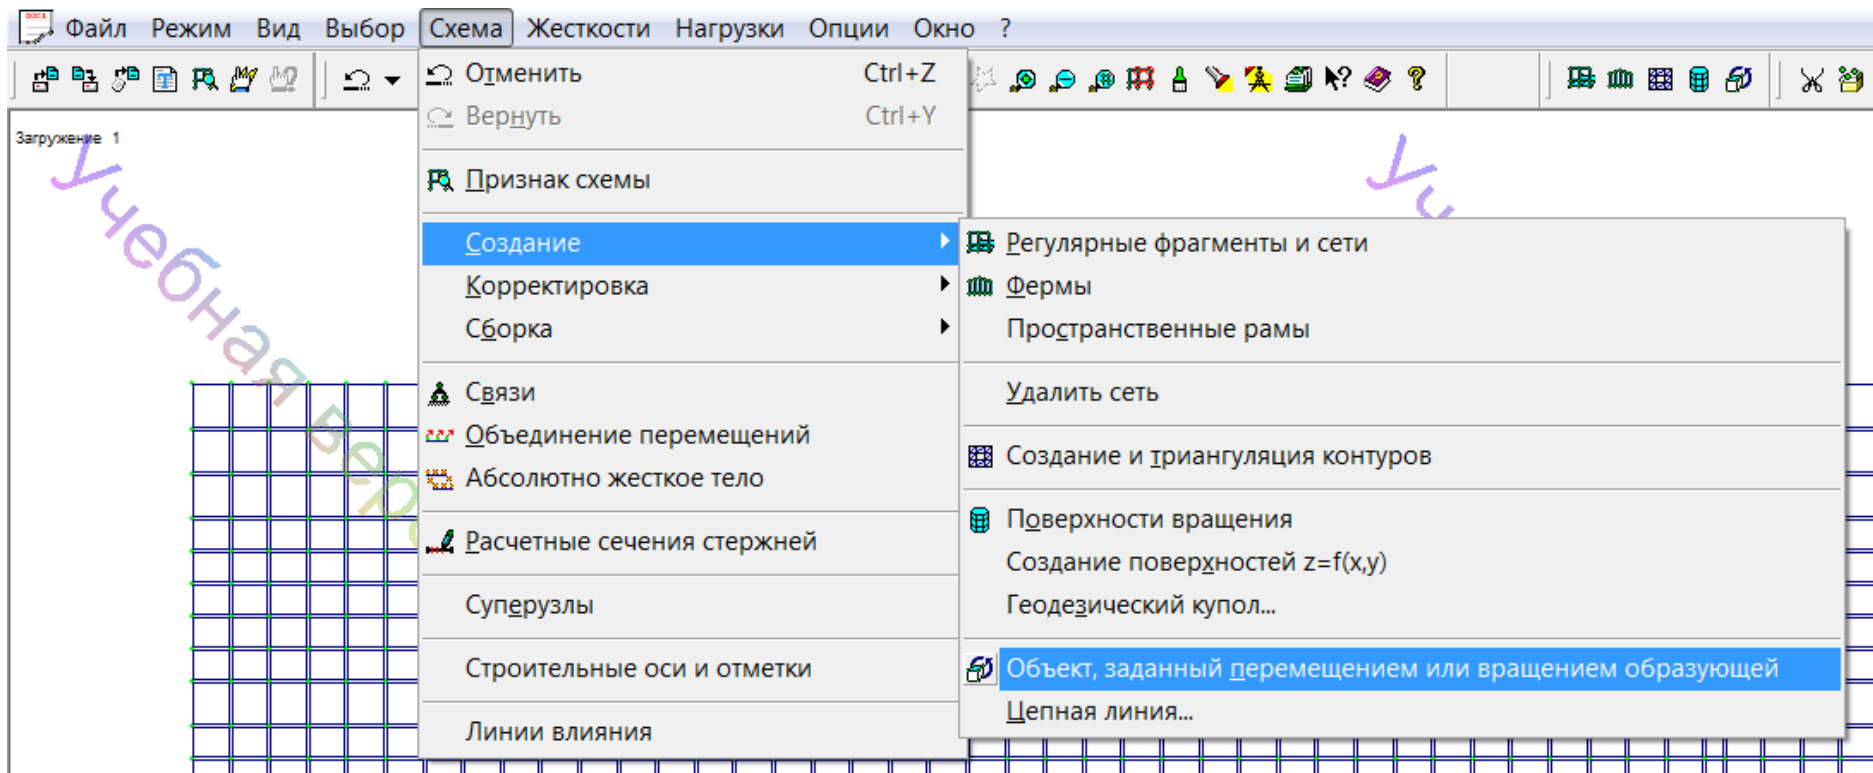 Файл Режим Вид Выбор Схема Жесткости Нагрузки Опции Окно ?
Загружение 1
Учебная верс
Уч
Отменить Ctrl+Z
Вернуть Ctrl+Y
Признак схемы
Создание
Корректировка
Сборка
Связи
Объединение перемещений
Абсолютно жесткое тело
Расчетные сечения стержней
Суперузлы
Строительные оси и отметки
Линии влияния
Регулярные фрагменты и сети
Фермы
Пространственные рамы
Удалить сеть
Создание и триангуляция контуров
Поверхности вращения
Создание поверхностей z=f(x,y)
Геодезический купол...
Объект, заданный перемещением или вращением образующей
Цепная линия...